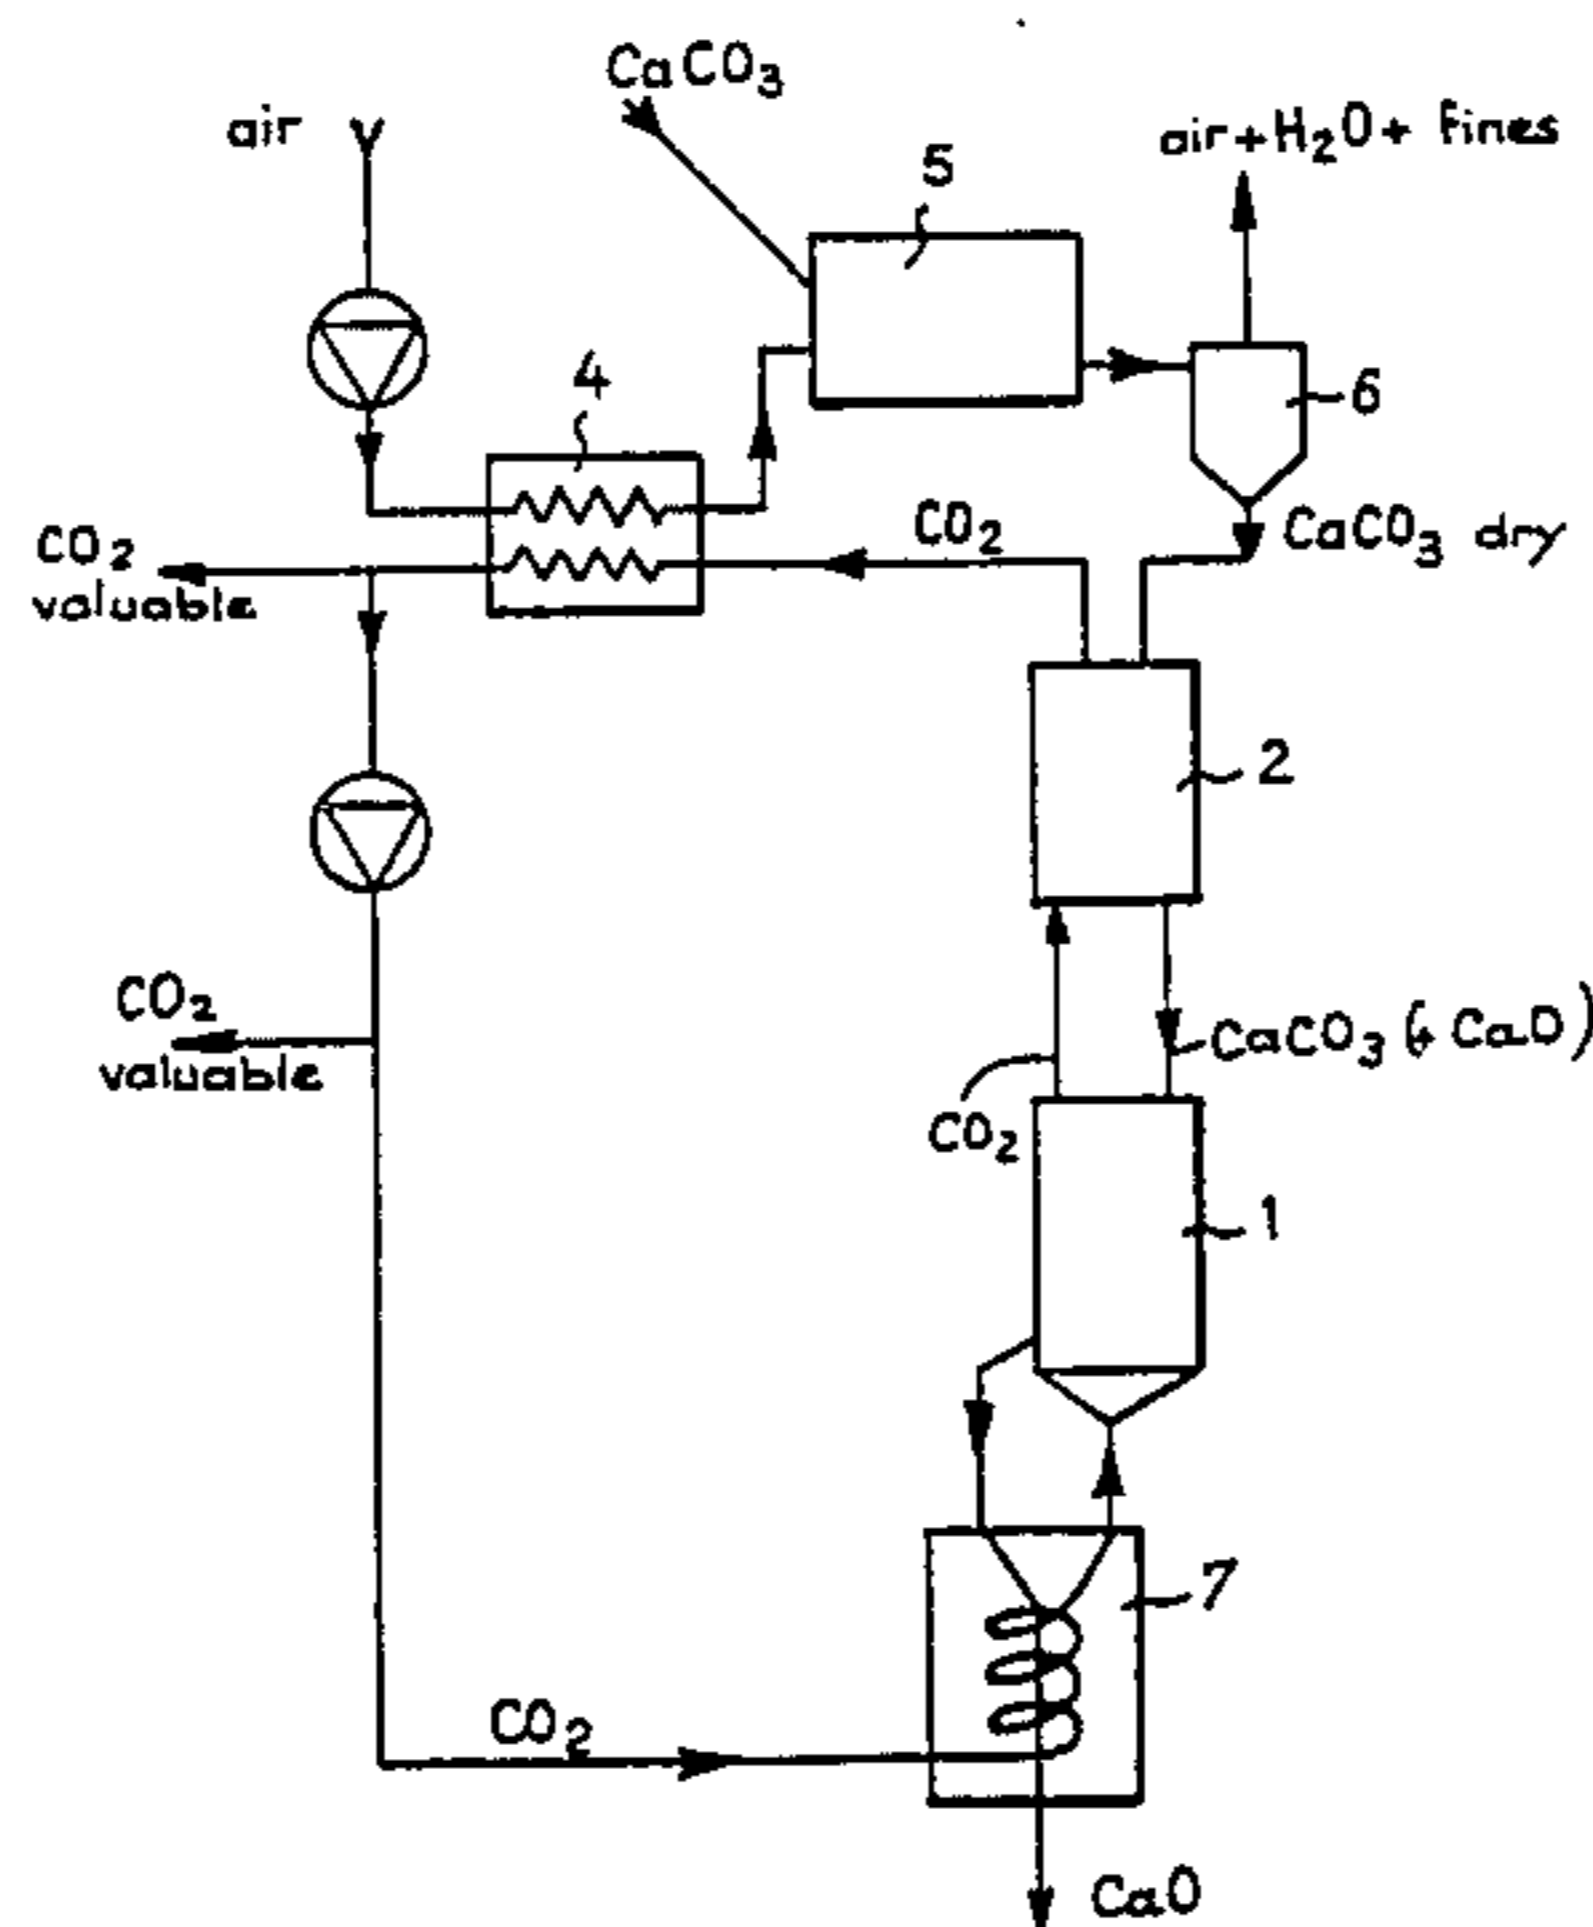 CaCO3
air
air+H2O+ fines
5
4
6
CO2
CaCO3 dry
CO2
valuable
2
CO2
valuable
CaCO3 (+ CaO)
CO2
1
7
CO2
CaO